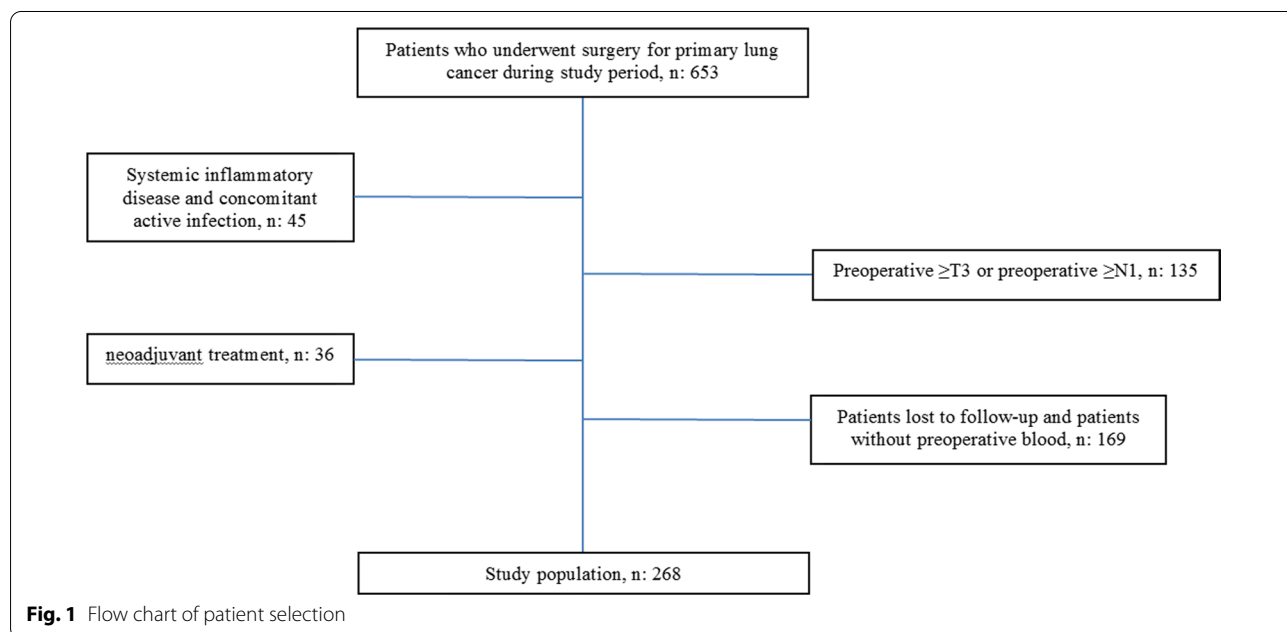 Patients who underwent surgery for primary lung
cancer during study period, n: 653
Systemic inflammatory
disease and concomitant
active infection, n: 45
Preoperative ≥T3 or preoperative ≥N1, n: 135
neoadjuvant treatment, n: 36
Patients lost to follow-up and patients
without preoperative blood, n: 169
Study population, n: 268
Fig. 1 Flow chart of patient selection